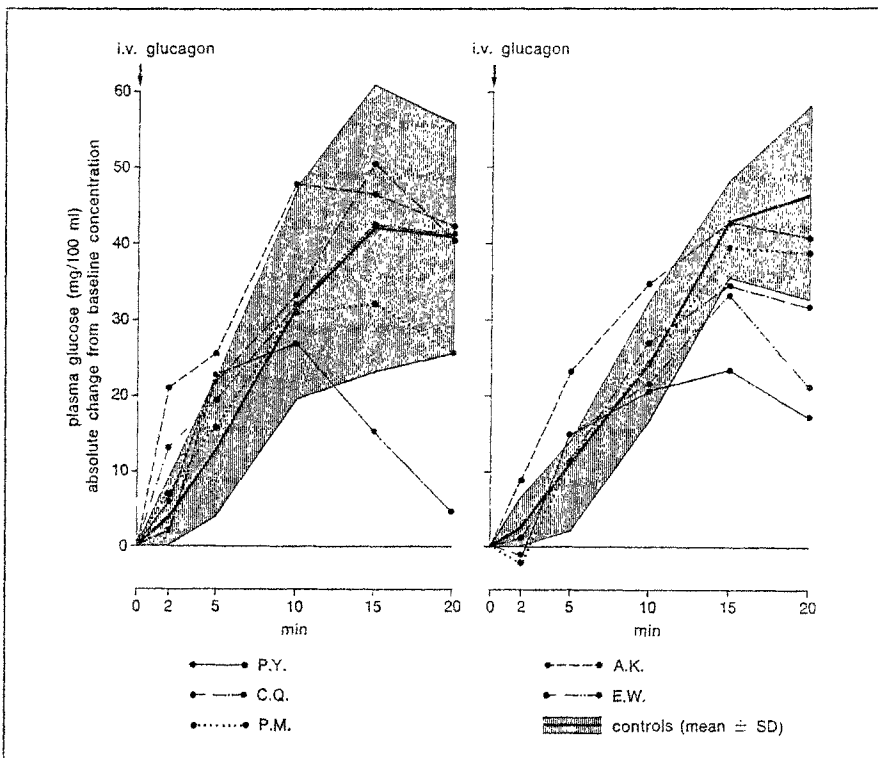 i.v. glucagon
i.v. glucagon
plasma glucose (mg/100 ml)
absolute change from baseline concentration
60
50
40
30
20
10
0
0 2 5 10 15 20
min
0 2 5 10 15 20
min
P.Y.
C.Q.
P.M.
A.K.
E.W.
controls (mean ± SD)